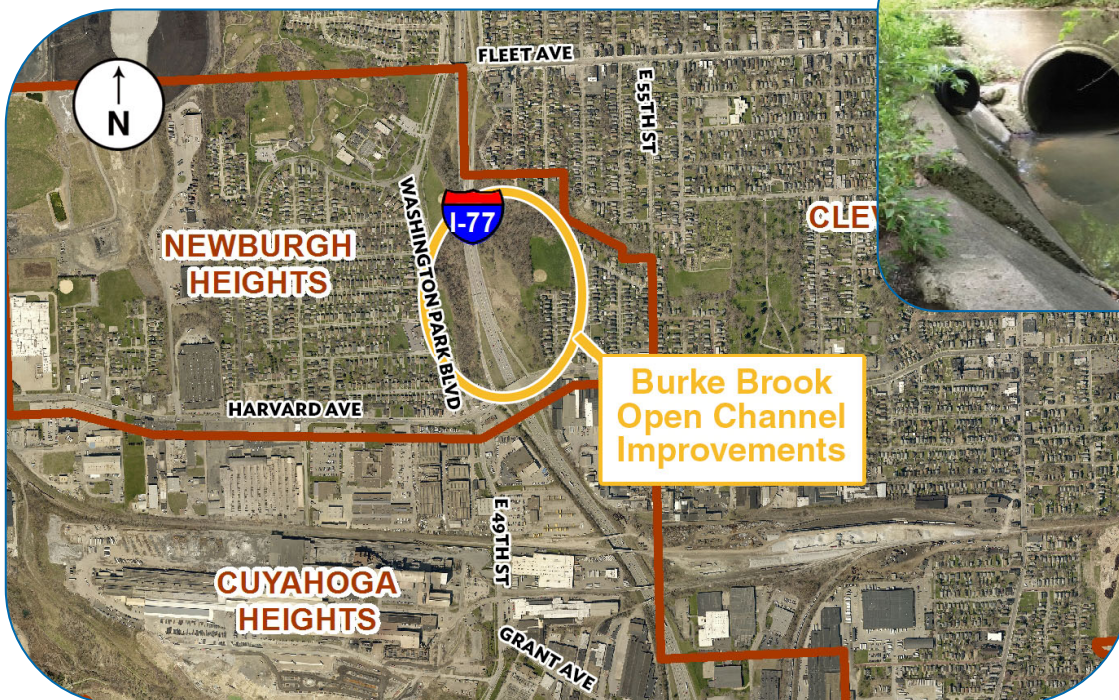 FLEET AVE
N
E 55TH ST
WASHINGTON PARK BLVD
I-77
NEWBURGH
HEIGHTS
CLEV
Burke Brook
Open Channel
Improvements
HARVARD AVE
E 49TH ST
CUYAHOGA
HEIGHTS
GRANT AVE